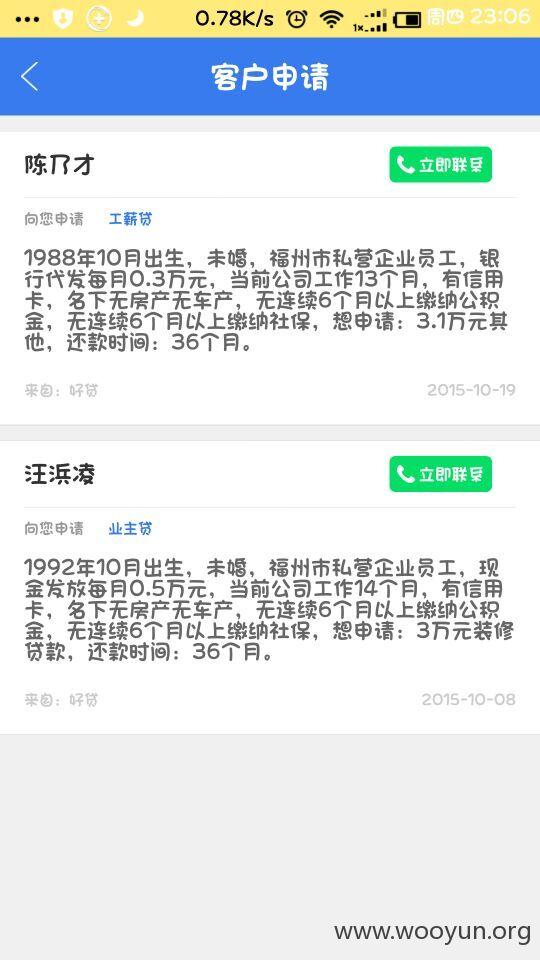 0.78K/s 1x 周四 23:06
客户申请
陈乃才 立即联系
向您申请 工薪贷
1988年10月出生，未婚，福州市私营企业员工，银
行代发每月0.3万元，当前公司工作13个月，有信用
卡，名下无房产无车产，无连续6个月以上缴纳公积
金，无连续6个月以上缴纳社保，想申请：3.1万元其
他，还款时间：36个月。
来自：好贷 2015-10-19
汪浜凌 立即联系
向您申请 业主贷
1992年10月出生，未婚，福州市私营企业员工，现
金发放每月0.5万元，当前公司工作14个月，有信用
卡，名下无房产无车产，无连续6个月以上缴纳公积
金，无连续6个月以上缴纳社保，想申请：3万元装修
贷款，还款时间：36个月。
来自：好贷 2015-10-08
www.wooyun.org